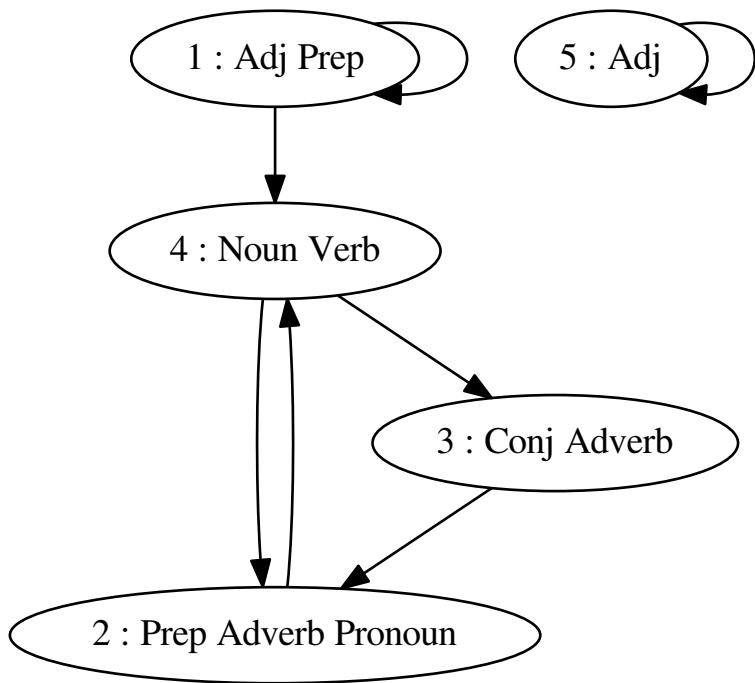 1 : Adj Prep
5 : Adj
4 : Noun Verb
3 : Conj Adverb
2 : Prep Adverb Pronoun